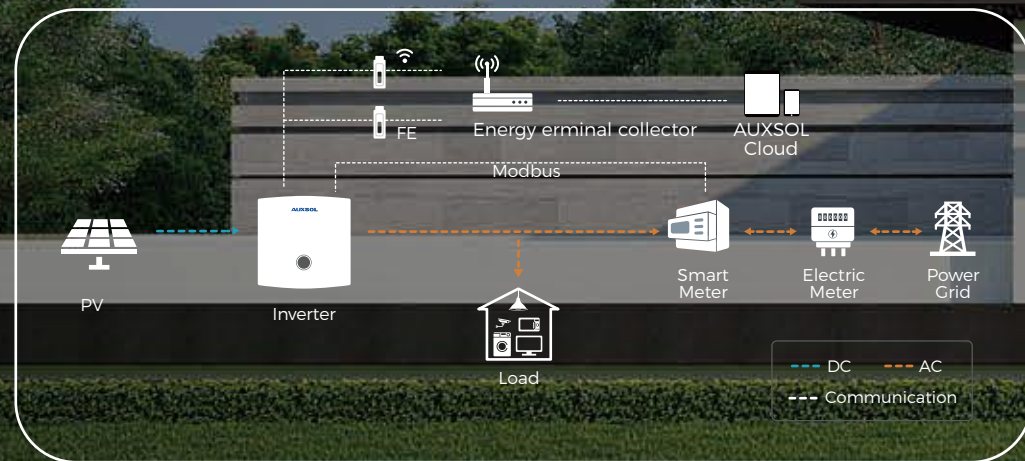 FE
Energy erminal collector
AUXSOL
Cloud
Modbus
AUXSOL
PV
Inverter
Smart
Meter
Electric
Meter
Power
Grid
Load
DC
AC
Communication